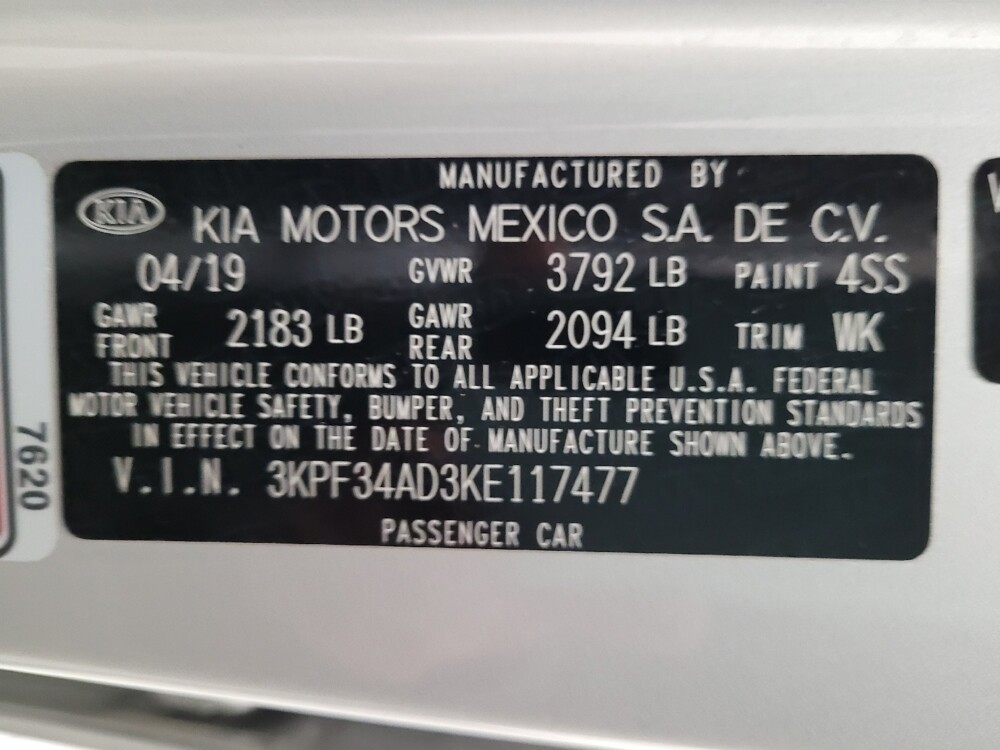 MANUFACTURED BY
KIA KIA MOTORS MEXICO S.A. DE C.V.
04/19 GVWR 3792 LB PAINT 4SS
GAWR FRONT 2183 LB GAWR REAR 2094 LB TRIM WK
THIS VEHICLE CONFORMS TO ALL APPLICABLE U.S.A. FEDERAL
MOTOR VEHICLE SAFETY, BUMPER, AND THEFT PREVENTION STANDARDS
IN EFFECT ON THE DATE OF MANUFACTURE SHOWN ABOVE.
V.I.N. 3KPF34AD3KE117477
PASSENGER CAR
7620